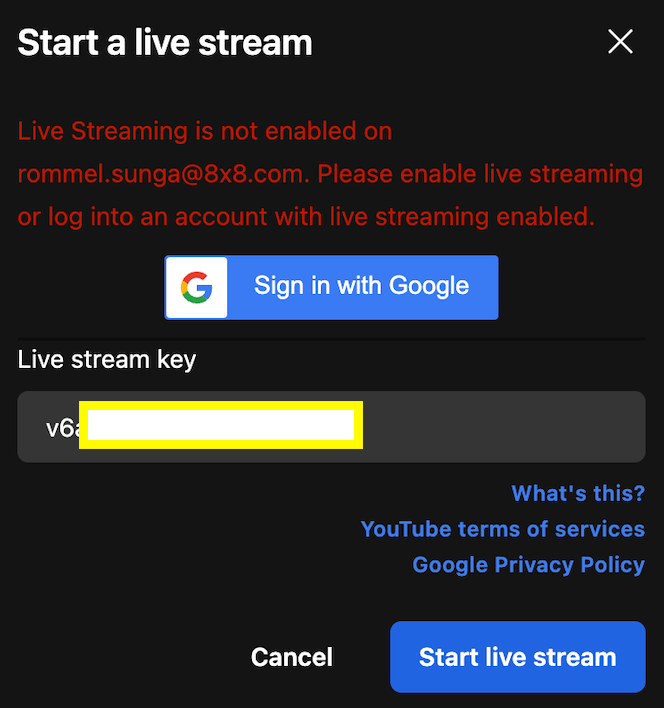 Start a live stream
Live Streaming is not enabled on
rommel.sunga@8x8.com. Please enable live streaming
or log into an account with live streaming enabled.
Sign in with Google
Live stream key
v6a
What's this?
YouTube terms of services
Google Privacy Policy
Cancel
Start live stream